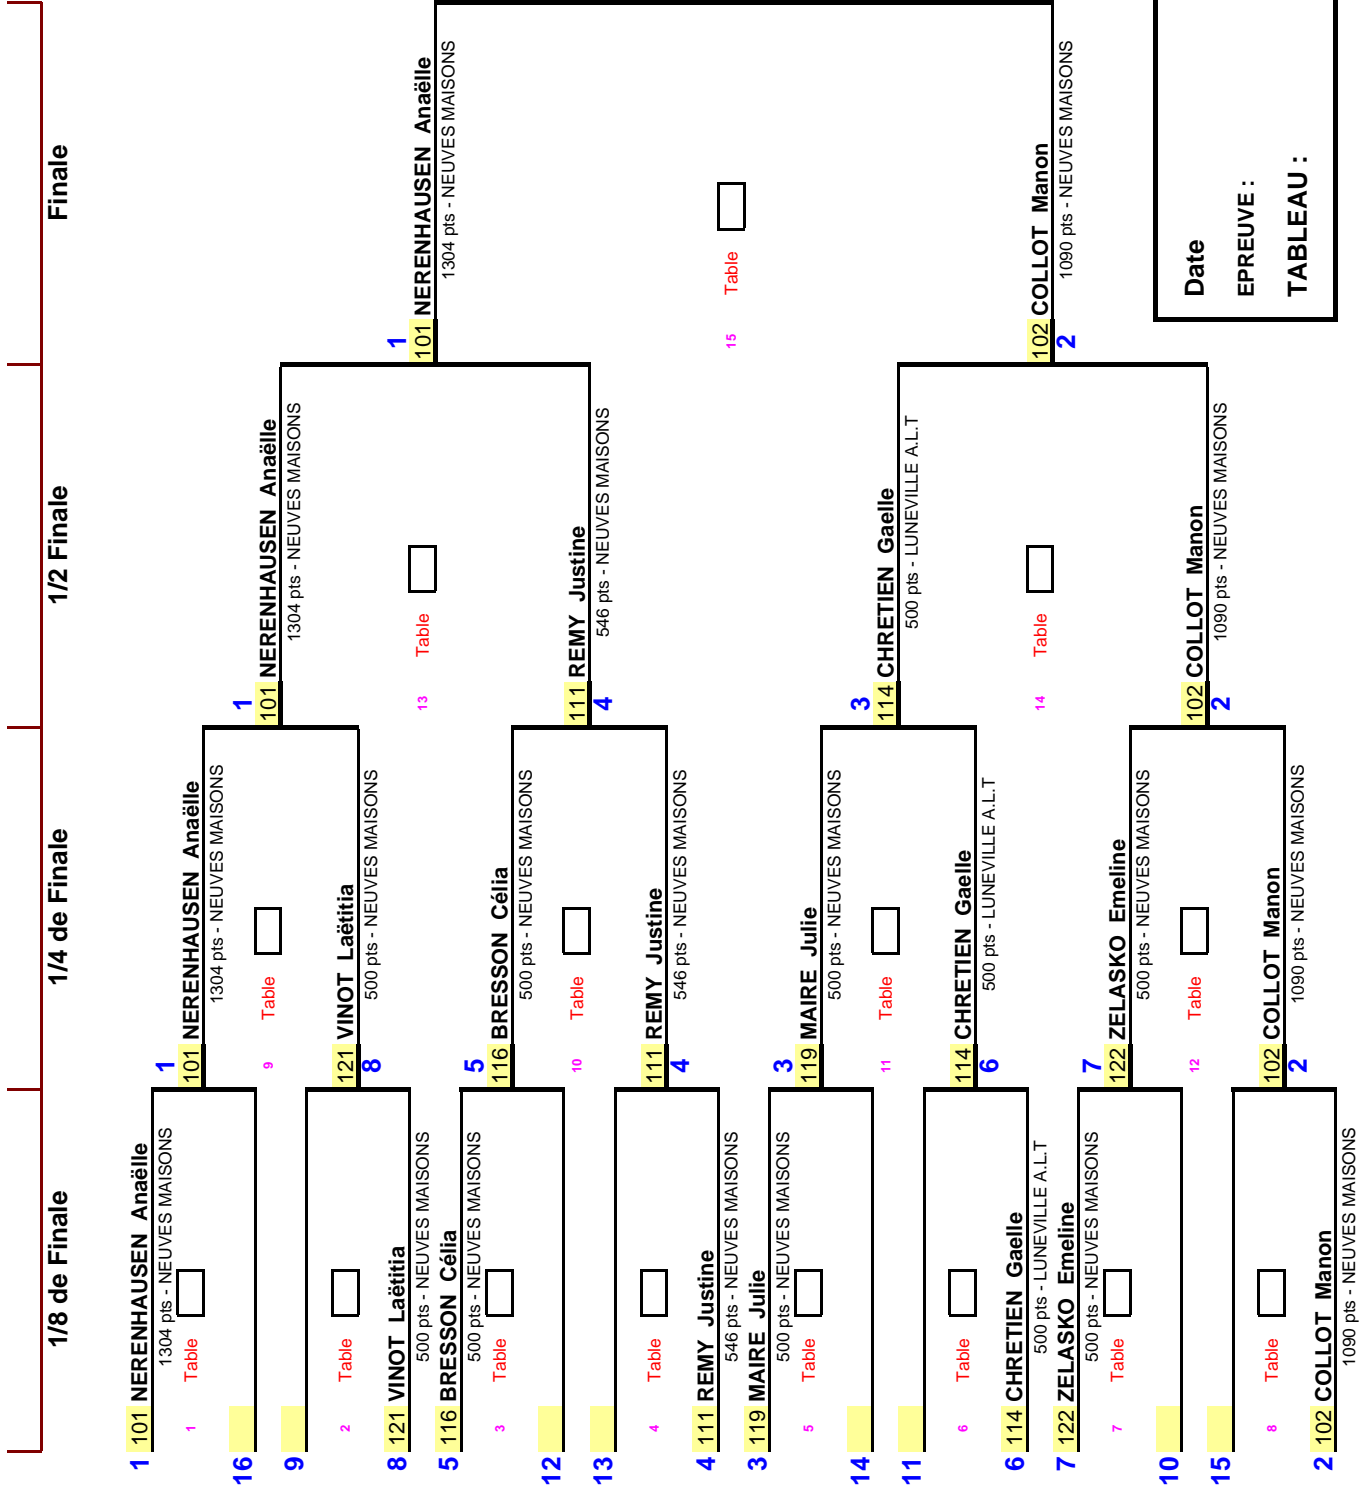 1/8 de Finale
1/4 de Finale
1/2 Finale
Finale
1
101 NERENHAUSEN Anaëlle
1304 pts - NEUVES MAISONS
1 Table
16
9
2 Table
8
121 VINOT Laëtitia
500 pts - NEUVES MAISONS
5
116 BRESSON Célia
500 pts - NEUVES MAISONS
3 Table
12
13
4 Table
4
111 REMY Justine
546 pts - NEUVES MAISONS
3
119 MAIRE Julie
500 pts - NEUVES MAISONS
5 Table
14
11
6 Table
6
114 CHRETIEN Gaelle
500 pts - LUNEVILLE A.L.T
7
122 ZELASKO Emeline
500 pts - NEUVES MAISONS
7 Table
10
15
8 Table
2
102 COLLOT Manon
1090 pts - NEUVES MAISONS
1
101 NERENHAUSEN Anaëlle
1304 pts - NEUVES MAISONS
9 Table
121 VINOT Laëtitia
8
500 pts - NEUVES MAISONS
5
116 BRESSON Célia
500 pts - NEUVES MAISONS
10 Table
111 REMY Justine
4
546 pts - NEUVES MAISONS
3
119 MAIRE Julie
500 pts - NEUVES MAISONS
11 Table
114 CHRETIEN Gaelle
6
500 pts - LUNEVILLE A.L.T
7
122 ZELASKO Emeline
500 pts - NEUVES MAISONS
12 Table
102 COLLOT Manon
2
1090 pts - NEUVES MAISONS
1
101 NERENHAUSEN Anaëlle
1304 pts - NEUVES MAISONS
13 Table
111 REMY Justine
4
546 pts - NEUVES MAISONS
3
114 CHRETIEN Gaelle
500 pts - LUNEVILLE A.L.T
14 Table
102 COLLOT Manon
2
1090 pts - NEUVES MAISONS
1
101 NERENHAUSEN Anaëlle
1304 pts - NEUVES MAISONS
15 Table
102 COLLOT Manon
2
1090 pts - NEUVES MAISONS
Date
EPREUVE :
TABLEAU :